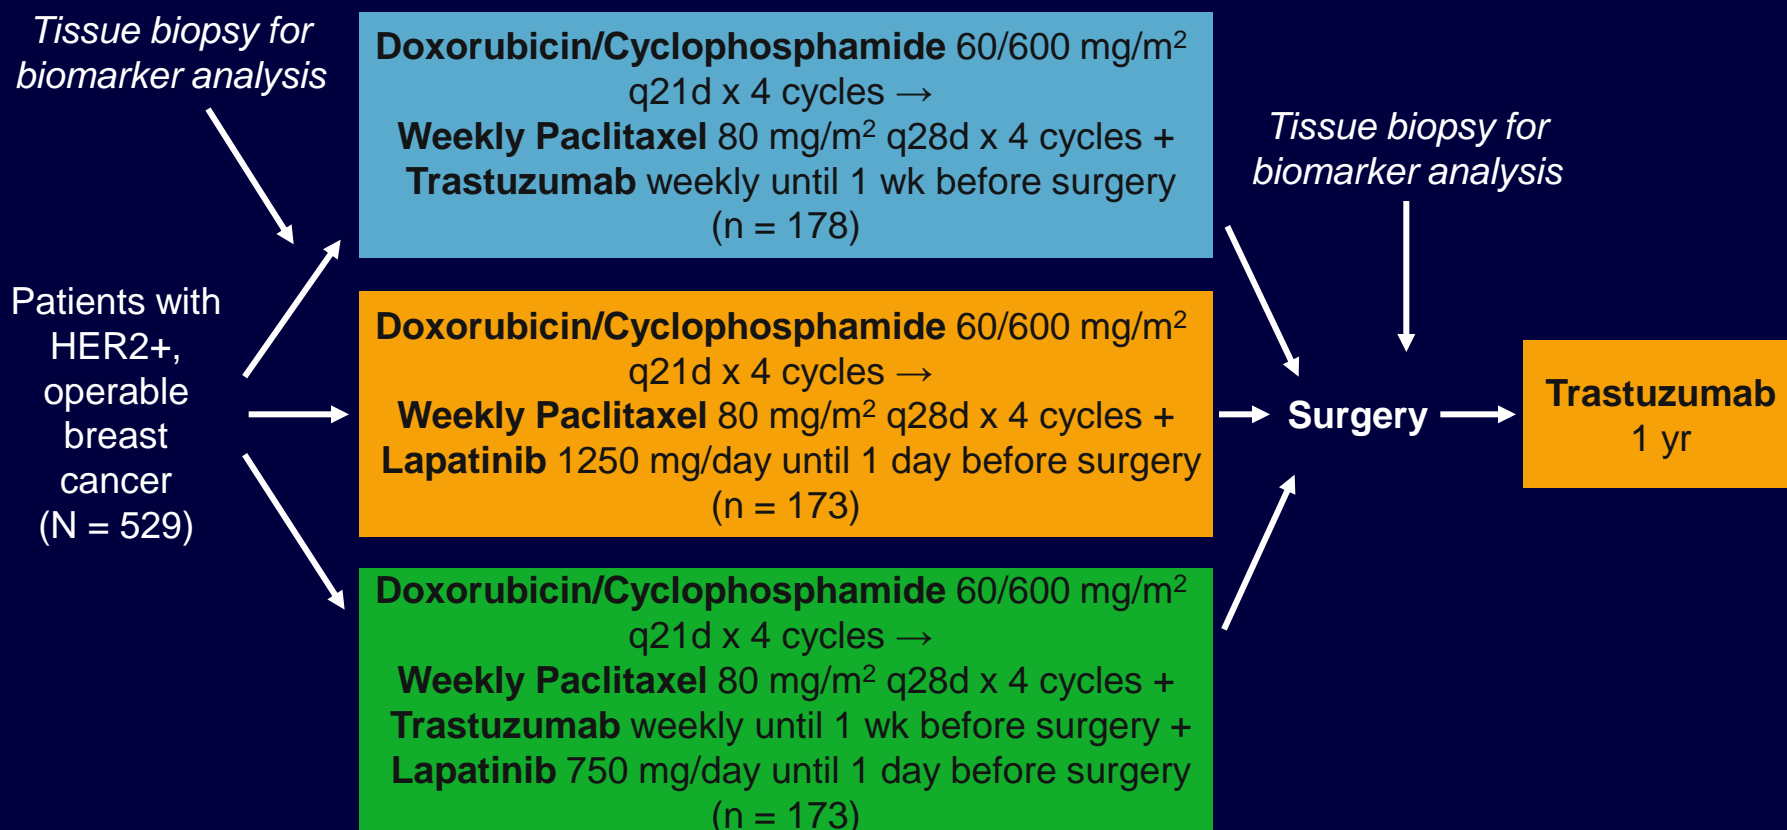 Tissue biopsy for
biomarker analysis
Patients with
HER2+,
operable
breast
cancer
(N = 529)
Doxorubicin/Cyclophosphamide 60/600 mg/m²
q21d x 4 cycles →
Weekly Paclitaxel 80 mg/m² q28d x 4 cycles +
Trastuzumab weekly until 1 wk before surgery
(n = 178)
Doxorubicin/Cyclophosphamide 60/600 mg/m²
q21d x 4 cycles →
Weekly Paclitaxel 80 mg/m² q28d x 4 cycles +
Lapatinib 1250 mg/day until 1 day before surgery
(n = 173)
Doxorubicin/Cyclophosphamide 60/600 mg/m²
q21d x 4 cycles →
Weekly Paclitaxel 80 mg/m² q28d x 4 cycles +
Trastuzumab weekly until 1 wk before surgery +
Lapatinib 750 mg/day until 1 day before surgery
(n = 173)
Tissue biopsy for
biomarker analysis
Surgery
Trastuzumab
1 yr